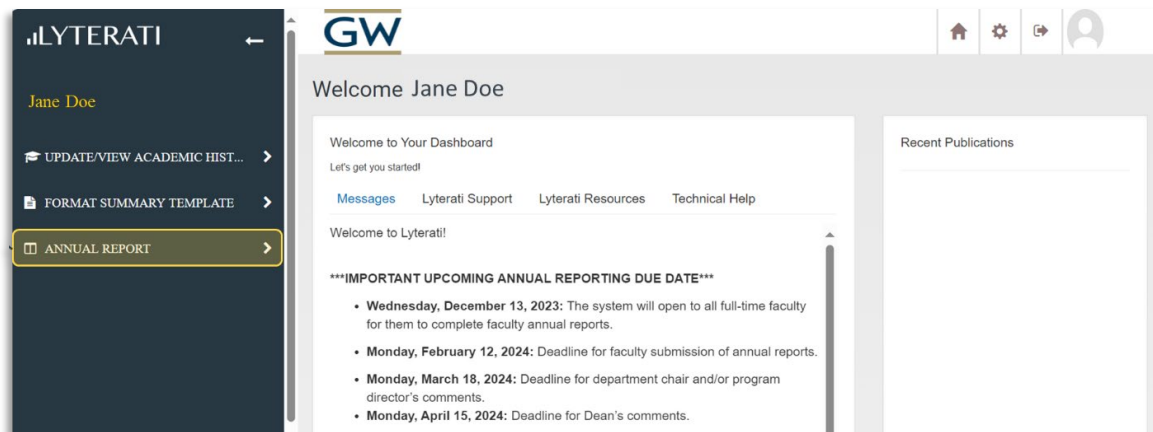 LYTERATI
Jane Doe
UPDATE/VIEW ACADEMIC HIST...
FORMAT SUMMARY TEMPLATE
ANNUAL REPORT
GW
Welcome Jane Doe
Welcome to Your Dashboard
Let's get you started!
Messages Lyterati Support Lyterati Resources Technical Help
Welcome to Lyterati!
***IMPORTANT UPCOMING ANNUAL REPORTING DUE DATE***
• Wednesday, December 13, 2023: The system will open to all full-time faculty
for them to complete faculty annual reports.
• Monday, February 12, 2024: Deadline for faculty submission of annual reports.
• Monday, March 18, 2024: Deadline for department chair and/or program
director's comments.
• Monday, April 15, 2024: Deadline for Dean's comments.
Recent Publications